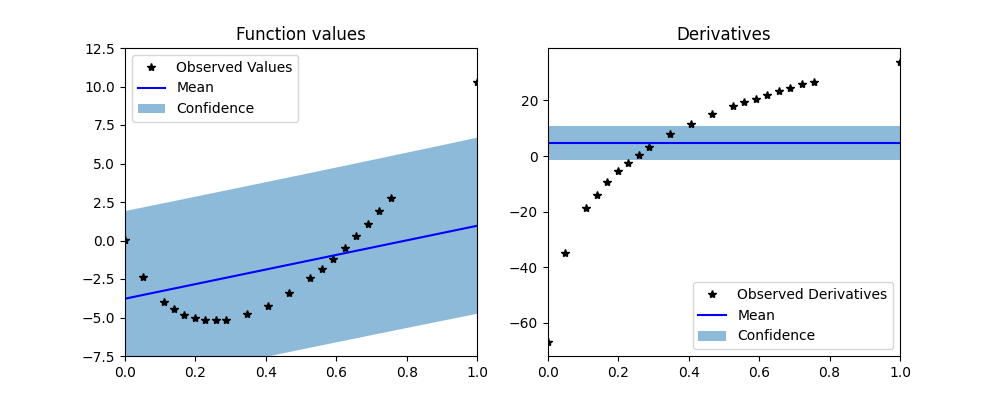 Function values
12.5
10.0
7.5
5.0
2.5
0.0
−2.5
−5.0
−7.5
0.0 0.2 0.4 0.6 0.8 1.0
Observed Values
Mean
Confidence
Derivatives
20
0
−20
−40
−60
0.0 0.2 0.4 0.6 0.8 1.0
Observed Derivatives
Mean
Confidence